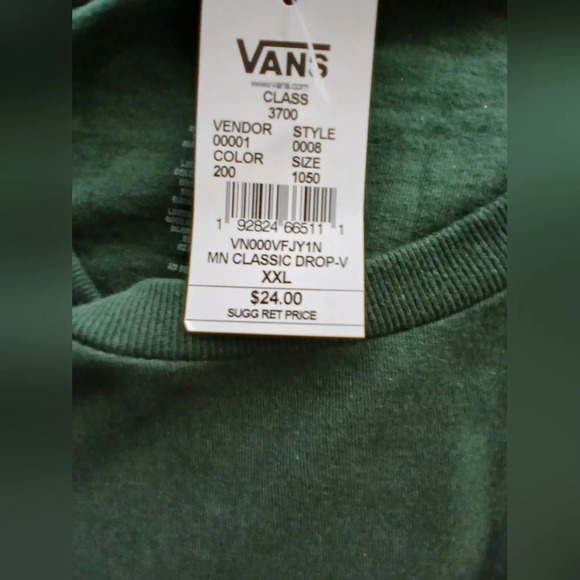 VANS
www.vans.com
CLASS
3700
VENDOR STYLE
00001 0008
COLOR SIZE
200 1050
1 92824 66511 1
VN000VFJY1N
MN CLASSIC DROP-V
XXL
$24.00
SUGG RET PRICE